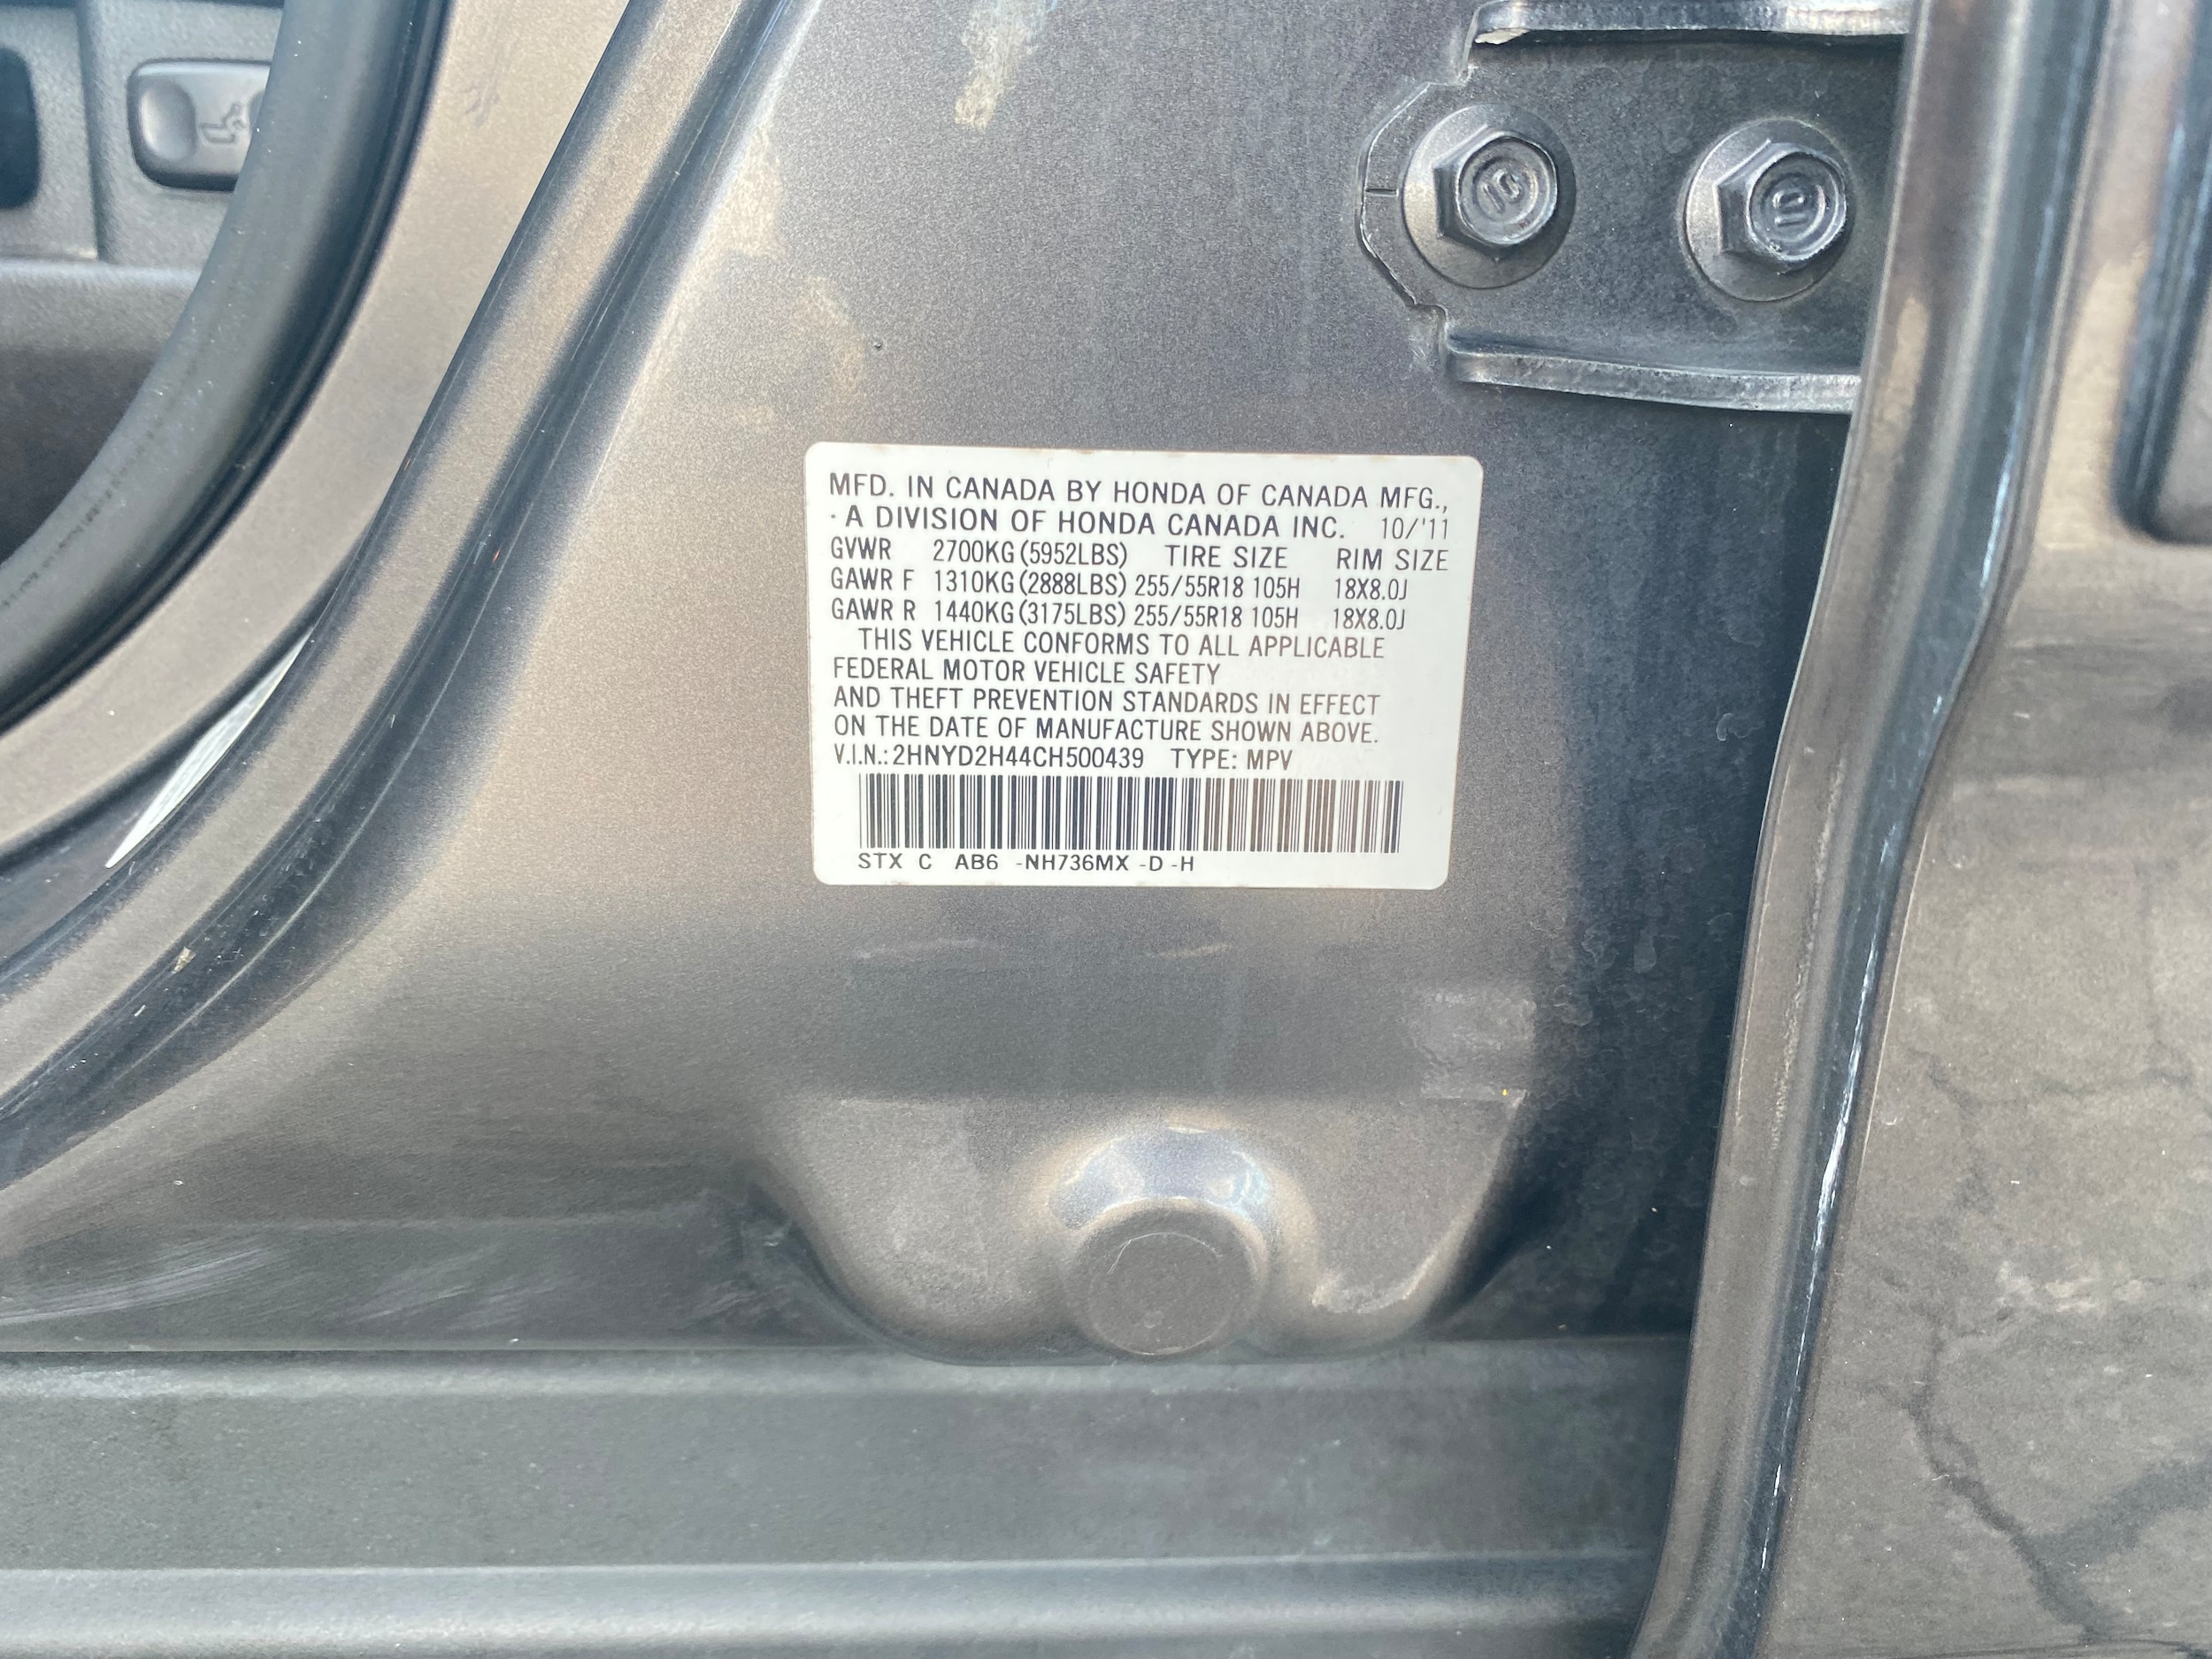 MFD. IN CANADA BY HONDA OF CANADA MFG.,
A DIVISION OF HONDA CANADA INC. 10/'11
GVWR 2700KG (5952LBS) TIRE SIZE RIM SIZE
GAWR F 1310KG (2888LBS) 255/55R18 105H 18X8.0J
GAWR R 1440KG (3175LBS) 255/55R18 105H 18X8.0J
THIS VEHICLE CONFORMS TO ALL APPLICABLE
FEDERAL MOTOR VEHICLE SAFETY
AND THEFT PREVENTION STANDARDS IN EFFECT
ON THE DATE OF MANUFACTURE SHOWN ABOVE.
V.I.N.: 2HNYD2H44CH500439 TYPE: MPV
STX C AB6 -NH736MX -D -H